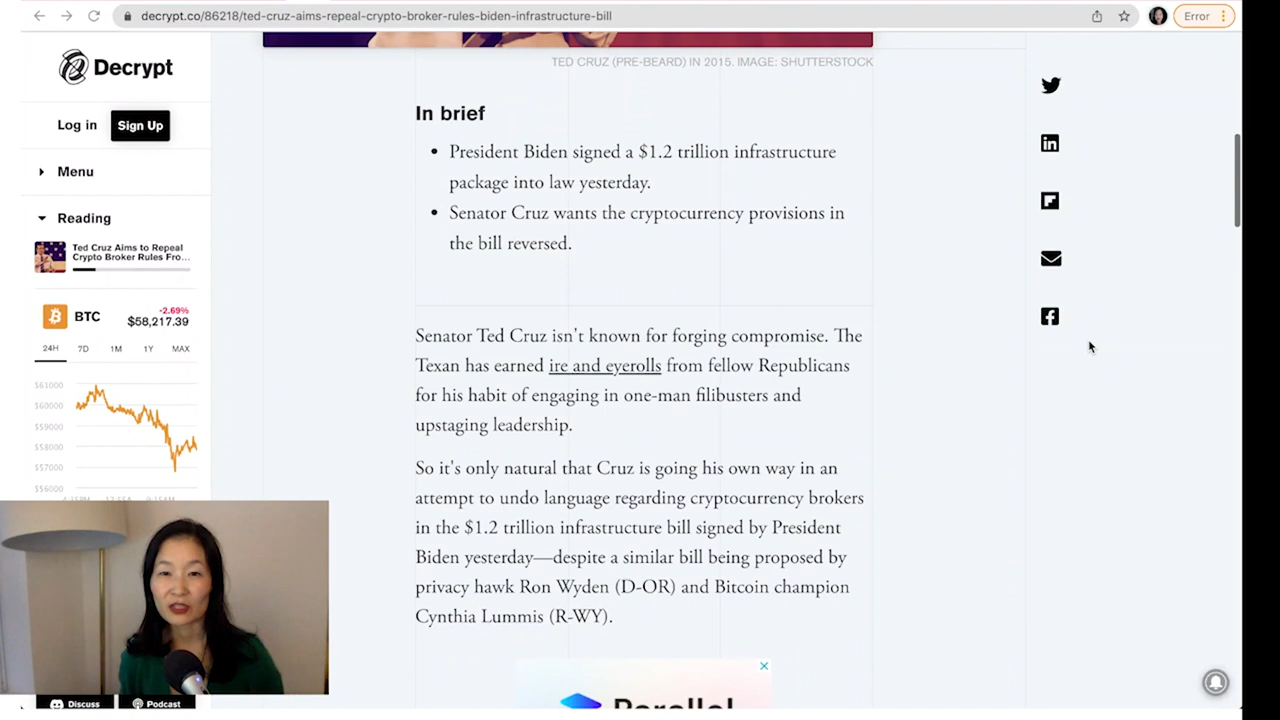 decrypt.co/86218/ted-cruz-aims-repeal-crypto-broker-rules-biden-infrastructure-bill
Error
Decrypt
Log in
Sign Up
Menu
Reading
Ted Cruz Aims to Repeal
Crypto Broker Rules Fro...
BTC
-2.69%
$58,217.39
24H
7D
1M
1Y
MAX
$61000
$60000
$59000
$58000
$57000
$56000
Discuss
Podcast
TED CRUZ (PRE-BEARD) IN 2015. IMAGE: SHUTTERSTOCK
In brief
• President Biden signed a $1.2 trillion infrastructure
package into law yesterday.
• Senator Cruz wants the cryptocurrency provisions in
the bill reversed.
Senator Ted Cruz isn't known for forging compromise. The
Texan has earned ire and eyerolls from fellow Republicans
for his habit of engaging in one-man filibusters and
upstaging leadership.
So it's only natural that Cruz is going his own way in an
attempt to undo language regarding cryptocurrency brokers
in the $1.2 trillion infrastructure bill signed by President
Biden yesterday—despite a similar bill being proposed by
privacy hawk Ron Wyden (D-OR) and Bitcoin champion
Cynthia Lummis (R-WY).
Parallel